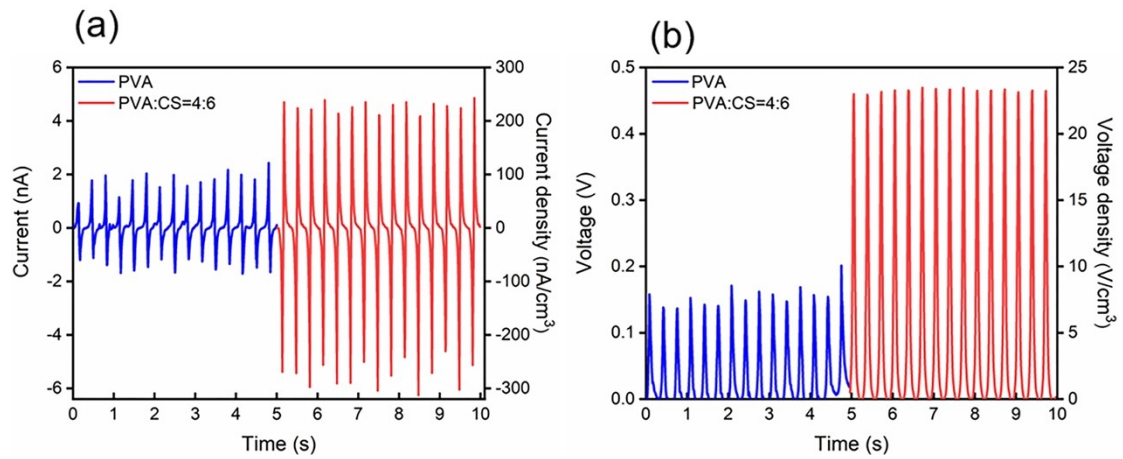 (a)
PVA
PVA:CS=4:6
Current (nA)
6
4
2
0
-2
-4
-6
300
200
100
0
-100
-200
-300
Current density (nA/cm³)
0 1 2 3 4 5 6 7 8 9 10
Time (s)
(b)
PVA
PVA:CS=4:6
Voltage (V)
0.5
0.4
0.3
0.2
0.1
0.0
25
20
15
10
5
0
Voltage density (V/cm³)
0 1 2 3 4 5 6 7 8 9 10
Time (s)